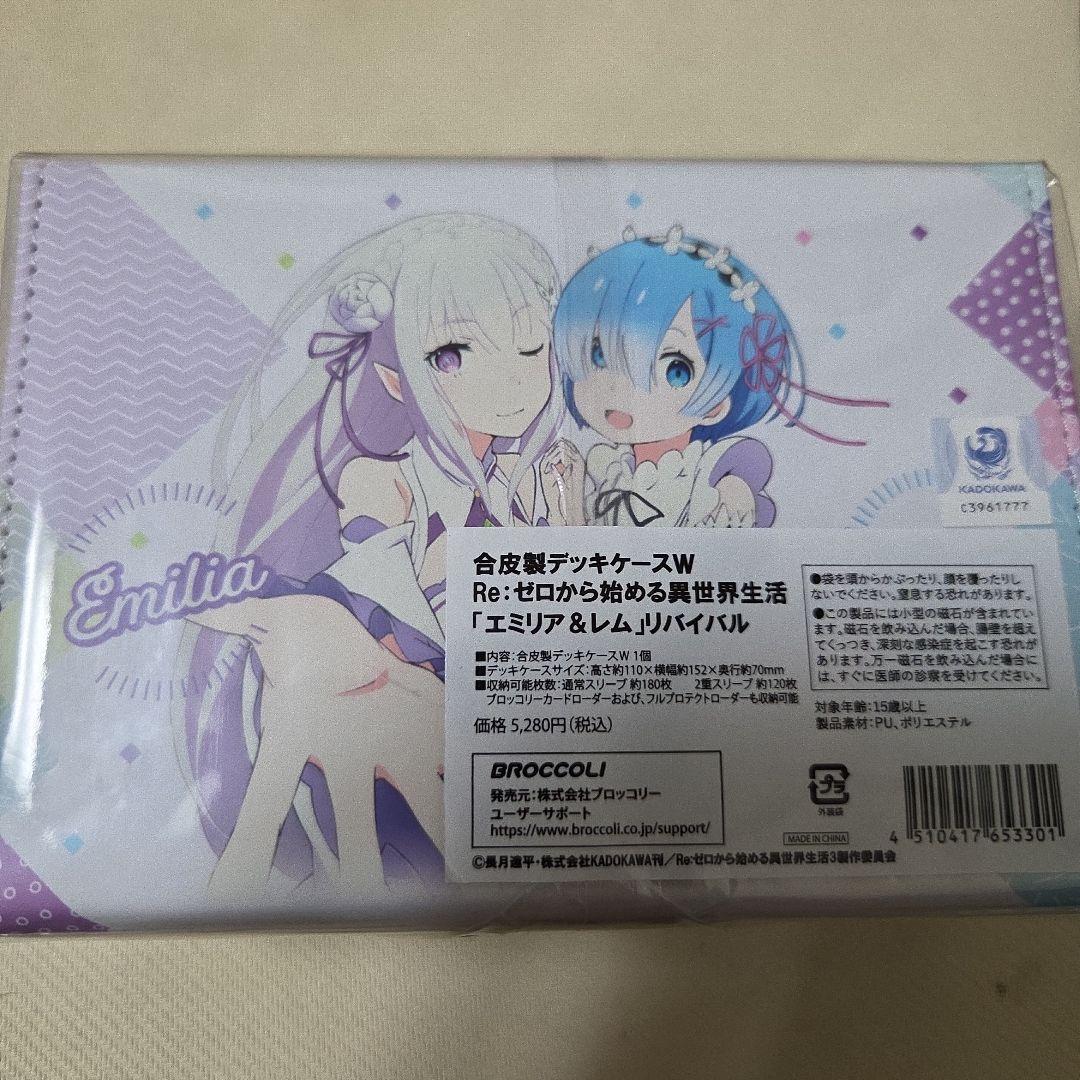 Emilia
KADOKAWA
C3961777
合皮製デッキケースW
Re:ゼロから始める異世界生活
「エミリア&レム」リバイバル
■内容:合皮製デッキケースW 1個
■デッキケースサイズ:高さ約110×横幅約152×奥行約70mm
■収納可能枚数:通常スリーブ 約180枚 2重スリーブ 約120枚
ブロッコリーカードローダーおよび、フルプロテクトローダーも収納可能
価格 5,280円(税込)
●袋を頭からかぶったり、顔を覆ったりし
ないでください。窒息する恐れがあります。
●この製品には小型の磁石が含まれてい
ます。磁石を飲み込んだ場合、腸壁を越え
てくっつき、深刻な感染症を起こす恐れが
あります。万一磁石を飲み込んだ場合に
は、すぐに医師の診察を受けてください。
対象年齢:15歳以上
製品素材:PU、ポリエステル
BROCCOLI
発売元:株式会社ブロッコリー
ユーザーサポート
https://www.broccoli.co.jp/support/
プラ
外装袋
MADE IN CHINA
4 510417 653301
©長月達平・株式会社KADOKAWA刊/Re:ゼロから始める異世界生活3製作委員会